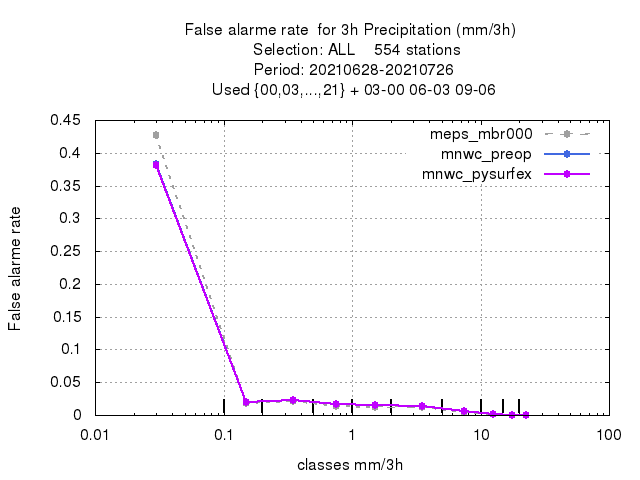 False alarme rate  for 3h Precipitation (mm/3h)
Selection: ALL    554 stations
Period: 20210628-20210726
Used {00,03,...,21} + 03-00 06-03 09-06
meps_mbr000
mnwc_preop
mnwc_pysurfex
0.45
0.4
0.35
0.3
0.25
0.2
0.15
0.1
0.05
0
False alarme rate
0.01 0.1 1 10 100
classes mm/3h